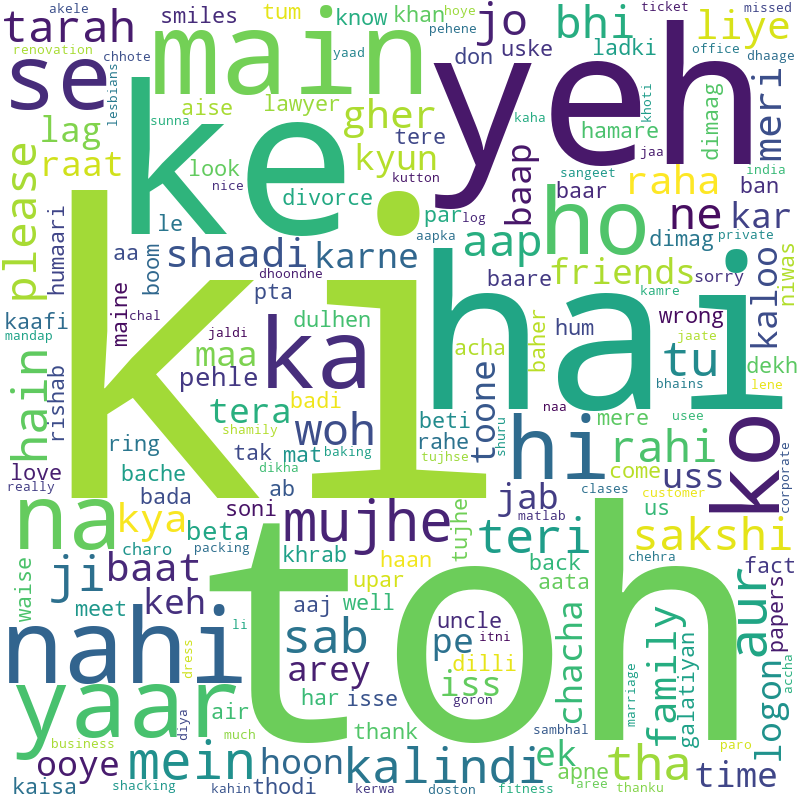 akele smiles tum know khan hoye ticket missed
tarah main jo bhi liye
renovation chhote yaad don uske pehene ladki office dhaage
se ke yeh meri
lesbians sunna aise lawyer gher tere kaha khoti hamare dimaag
lag look kyun sangeet jaa india
raat nice divorce kutton baap baar raha ban
please humaari le par log aapka ho ne kar
aa boom shaadi karne aap dimag private
maine pta dhoondne baare friends sorry niwas
kaafi chal jaldi dulhen hum kamre wrong kaloo
mandap ki ka hai jaate
hain rishab maa acha baher tu dekh
pehle badi bhains lene
tera woh beti naa toone mere usee ko
ring tak mat rahe shamily baking shuru hi rahi
love bache dikha tujhse come uss corporate
really bada ab jab clases us customer
na kya soni mujhe matlab teri sakshi
beta packing khrab tujhe back chehra
waise charo haan aata fact
ji baat toh aur
meet keh upar well papers
li aaj uncle
nahi sab pe itni chacha family
dress arey dilli marriage galatiyan accha
yaar har isse iss goron logon
diya air much thank sambhal
business paro
ooye mein hoon kalindi ek tha time
kaisa shacking thodi apne
kahin kerwa doston fitness aree thanku